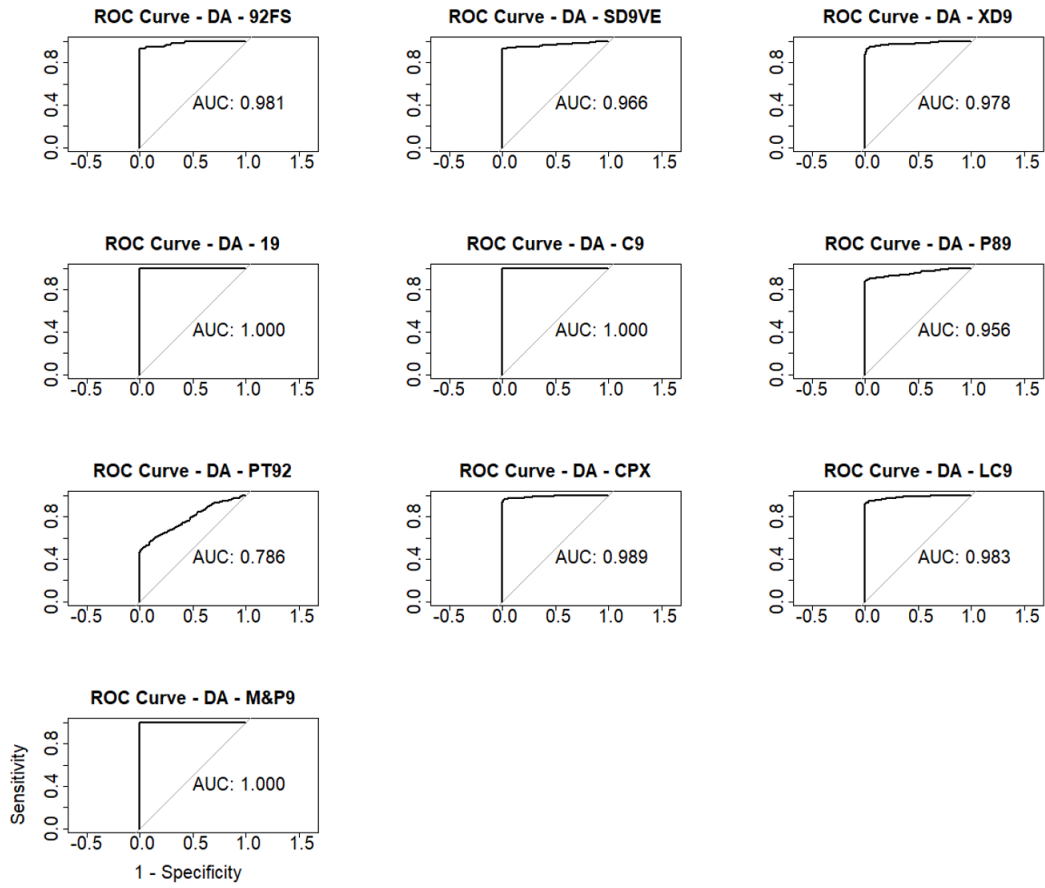 ROC Curve - DA - 92FS
ROC Curve - DA - SD9VE
ROC Curve - DA - XD9
0.0 0.4 0.8
AUC: 0.981
-0.5 0.0 0.5 1.0 1.5
0.0 0.4 0.8
AUC: 0.966
-0.5 0.0 0.5 1.0 1.5
0.0 0.4 0.8
AUC: 0.978
-0.5 0.0 0.5 1.0 1.5
ROC Curve - DA - 19
ROC Curve - DA - C9
ROC Curve - DA - P89
0.0 0.4 0.8
AUC: 1.000
-0.5 0.0 0.5 1.0 1.5
0.0 0.4 0.8
AUC: 1.000
-0.5 0.0 0.5 1.0 1.5
0.0 0.4 0.8
AUC: 0.956
-0.5 0.0 0.5 1.0 1.5
ROC Curve - DA - PT92
ROC Curve - DA - CPX
ROC Curve - DA - LC9
0.0 0.4 0.8
AUC: 0.786
-0.5 0.0 0.5 1.0 1.5
0.0 0.4 0.8
AUC: 0.989
-0.5 0.0 0.5 1.0 1.5
0.0 0.4 0.8
AUC: 0.983
-0.5 0.0 0.5 1.0 1.5
ROC Curve - DA - M&P9
Sensitivity
0.0 0.4 0.8
AUC: 1.000
-0.5 0.0 0.5 1.0 1.5
1 - Specificity